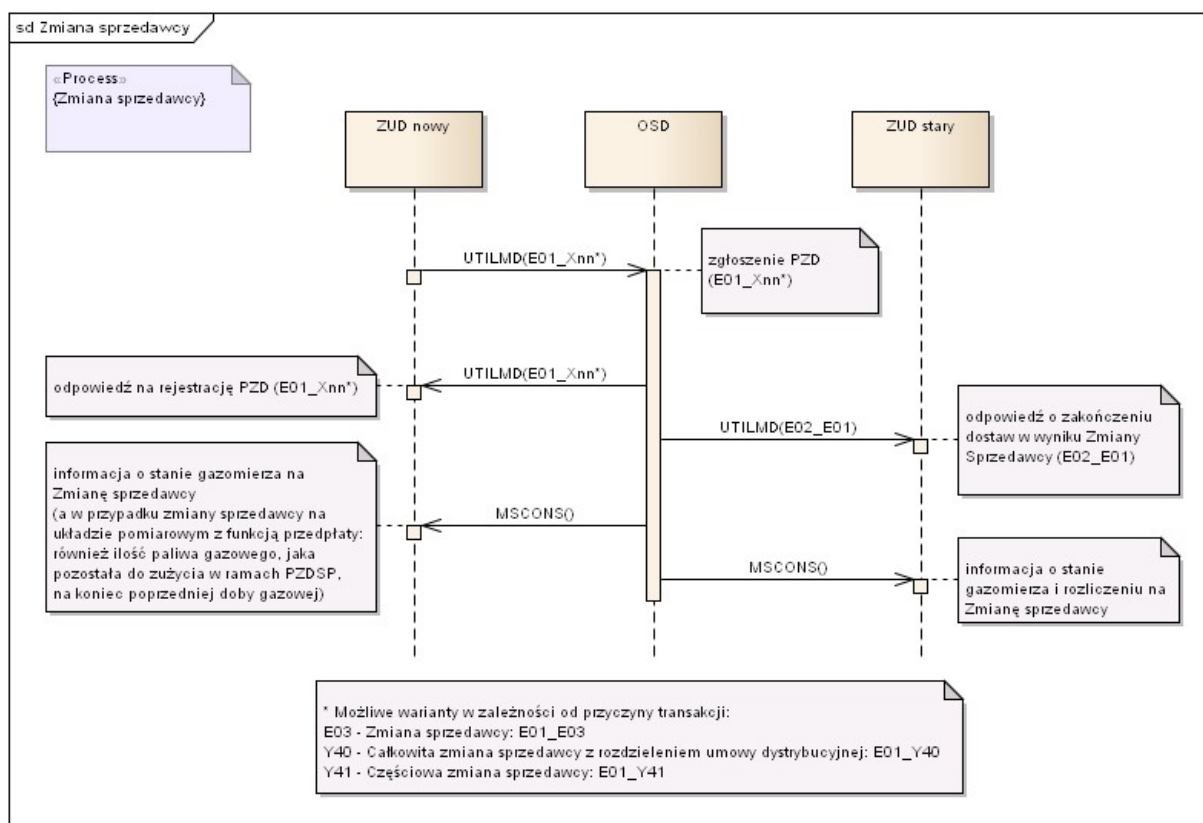 sd Zmiana sprzedawcy
«Process»
{Zmiana sprzedawcy}
ZUD nowy
OSD
ZUD stary
UTILMD(E01_Xnn*)
zgłoszenie PZD
(E01_Xnn*)
odpowiedź na rejestrację PZD (E01_Xnn*)
UTILMD(E01_Xnn*)
UTILMD(E02_E01)
odpowiedź o zakończeniu
dostaw w wyniku Zmiany
Sprzedawcy (E02_E01)
informacja o stanie gazomierza na
Zmianę sprzedawcy
(a w przypadku zmiany sprzedawcy na
układzie pomiarowym z funkcją przedpłaty:
również ilość paliwa gazowego, jaka
pozostała do zużycia w ramach PZDSP,
na koniec poprzedniej doby gazowej)
MSCONS()
MSCONS()
informacja o stanie
gazomierza i rozliczeniu na
Zmianę sprzedawcy
* Możliwe warianty w zależności od przyczyny transakcji:
E03 - Zmiana sprzedawcy: E01_E03
Y40 - Całkowita zmiana sprzedawcy z rozdzieleniem umowy dystrybucyjnej: E01_Y40
Y41 - Częściowa zmiana sprzedawcy: E01_Y41